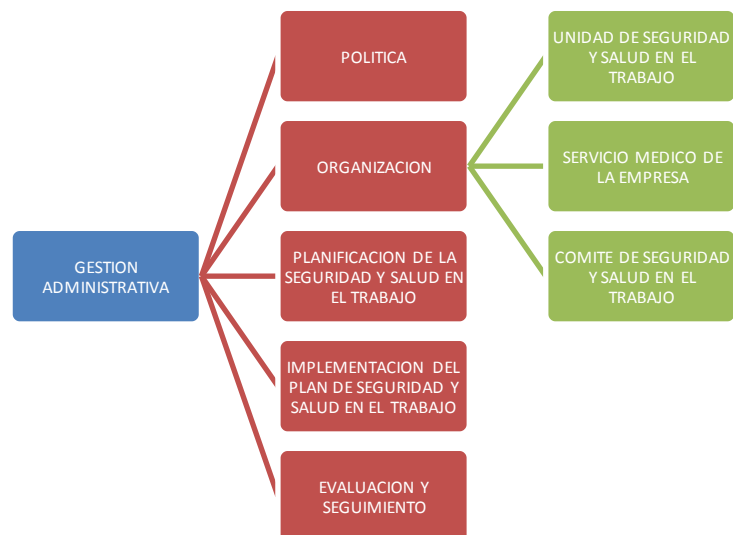 GESTION
ADMINISTRATIVA
POLITICA
ORGANIZACION
PLANIFICACION DE LA
SEGURIDAD Y SALUD EN
EL TRABAJO
IMPLEMENTACION DEL
PLAN DE SEGURIDAD Y
SALUD EN EL TRABAJO
EVALUACION Y
SEGUIMIENTO
UNIDAD DE SEGURIDAD
Y SALUD EN EL
TRABAJO
SERVICIO MEDICO DE
LA EMPRESA
COMITE DE SEGURIDAD
Y SALUD EN EL
TRABAJO